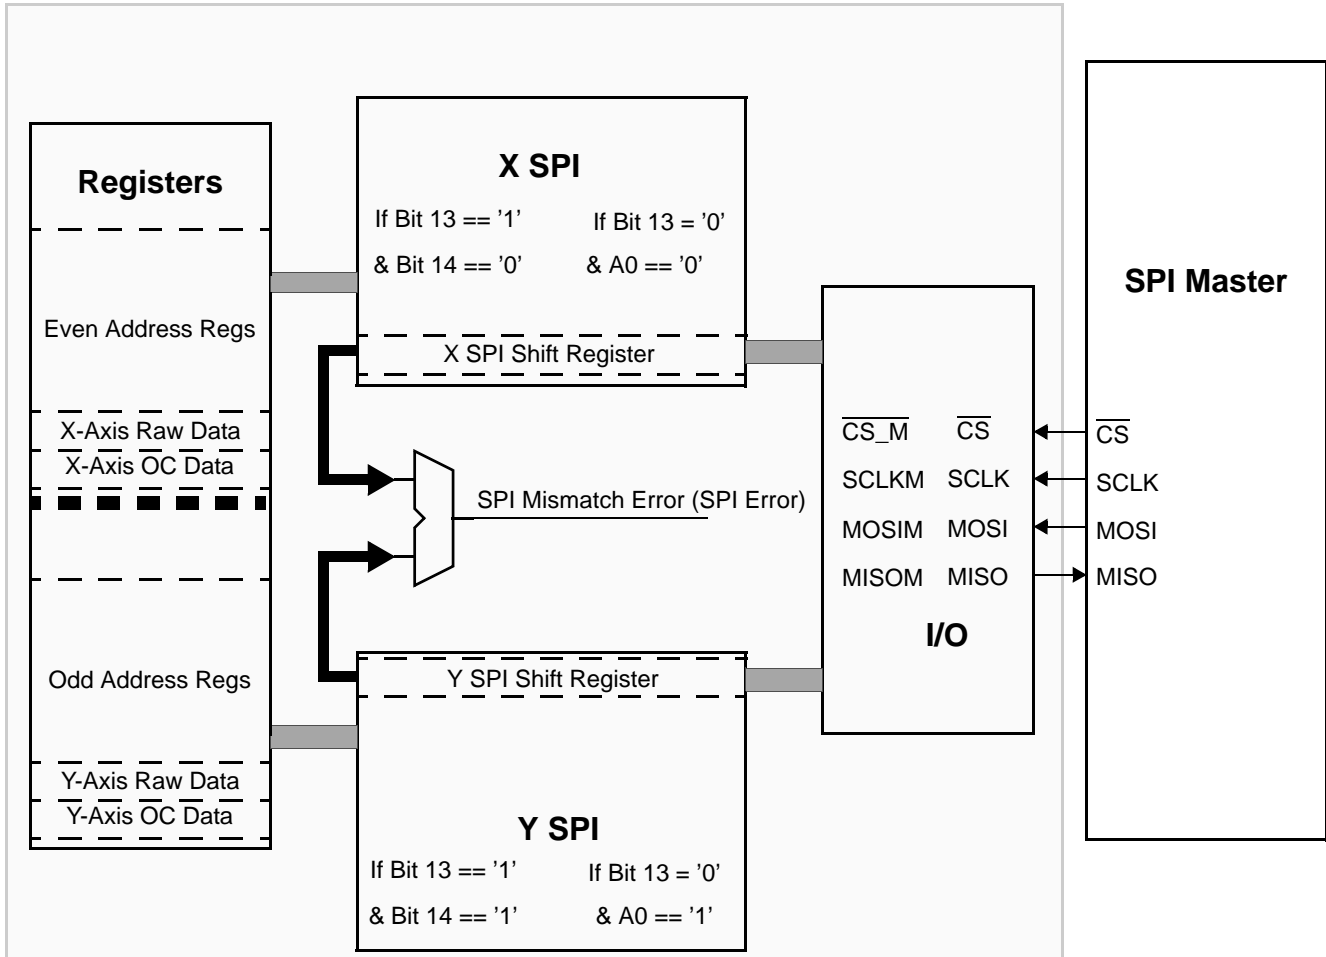 Registers
Even Address Regs
X-Axis Raw Data
X-Axis OC Data
Odd Address Regs
Y-Axis Raw Data
Y-Axis OC Data
X SPI
If Bit 13 == ’1’
& Bit 14 == ’0’
If Bit 13 = ’0’
& A0 == ’0’
X SPI Shift Register
SPI Mismatch Error (SPI Error)
Y SPI Shift Register
Y SPI
If Bit 13 == ’1’
& Bit 14 == ’1’
If Bit 13 = ’0’
& A0 == ’1’
CS_M CS
SCLKM SCLK
MOSIM MOSI
MISOM MISO
I/O
SPI Master
CS
SCLK
MOSI
MISO